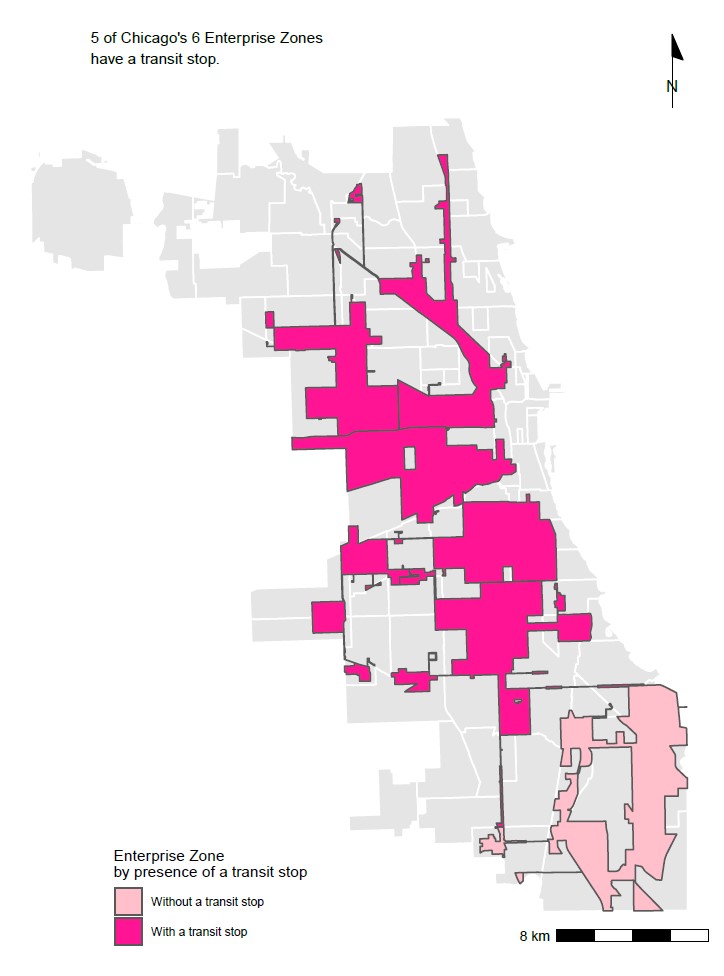 5 of Chicago's 6 Enterprise Zones
have a transit stop.
N
Enterprise Zone
by presence of a transit stop
Without a transit stop
With a transit stop
8 km